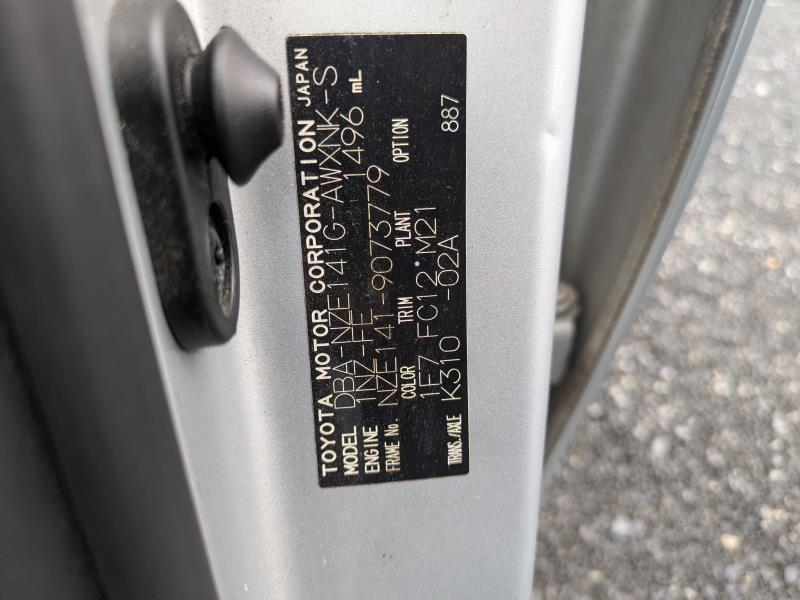 TOYOTA MOTOR CORPORATION JAPAN
MODEL DBA-NZE141G-AWXNK-S
ENGINE 1NZ-FE 1496 mL
FRAME No. NZE141-9073779
COLOR TRIM PLANT OPTION
1F7 FC12 M21 887
TRANS./AXLE K310 -02A